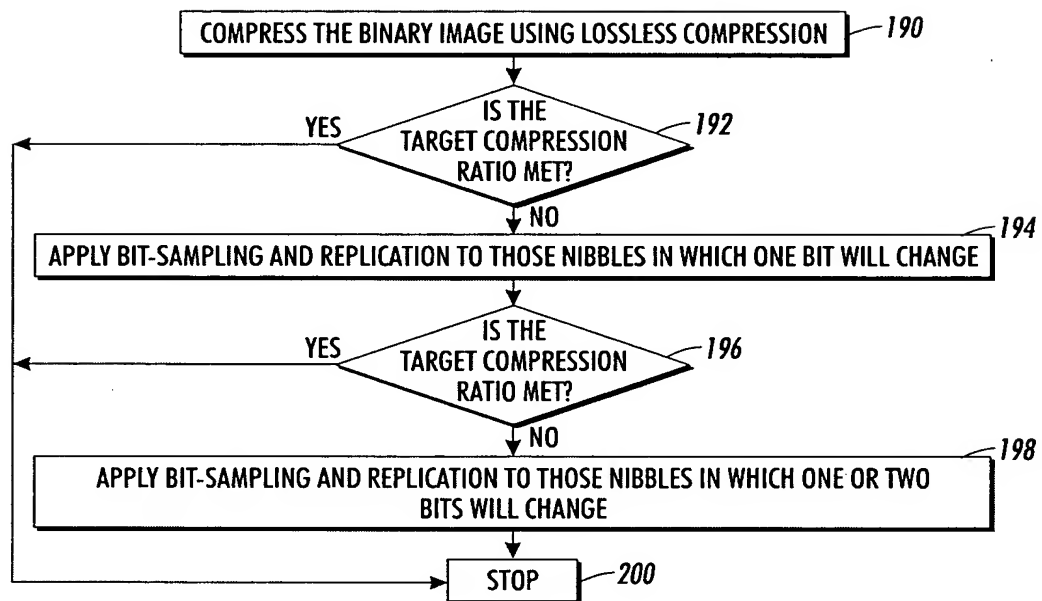 COMPRESS THE BINARY IMAGE USING LOSSLESS COMPRESSION 190
IS THE
TARGET COMPRESSION
RATIO MET?
192
YES
NO
194
APPLY BIT-SAMPLING AND REPLICATION TO THOSE NIBBLES IN WHICH ONE BIT WILL CHANGE
IS THE
TARGET COMPRESSION
RATIO MET?
196
YES
NO
198
APPLY BIT-SAMPLING AND REPLICATION TO THOSE NIBBLES IN WHICH ONE OR TWO
BITS WILL CHANGE
STOP 200